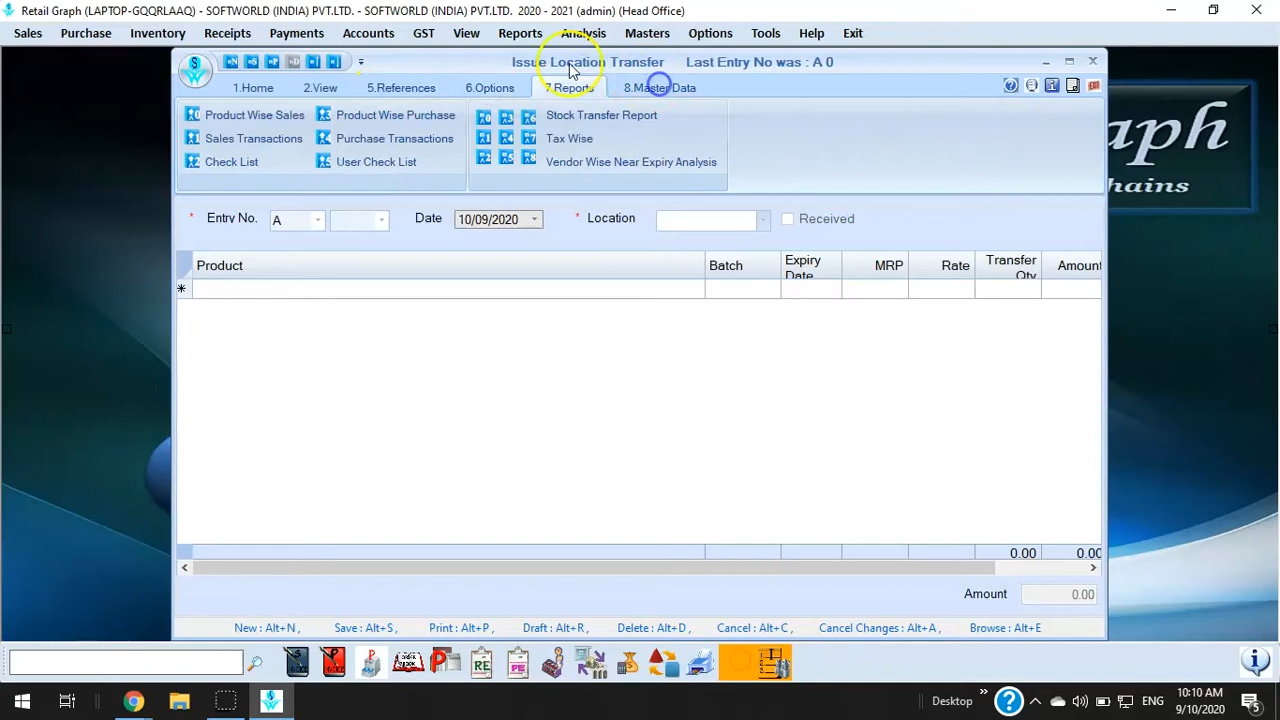 Retail Graph (LAPTOP-GQQRLAAQ) - SOFTWORLD (INDIA) PVT.LTD. - SOFTWORLD (INDIA) PVT.LTD.  2020 - 2021 (admin) (Head Office)
Sales Purchase Inventory Receipts Payments Accounts GST View Reports Analysis Masters Options Tools Help Exit
Issue Location Transfer Last Entry No was : A 0
1.Home 2.View 5.References 6.Options 7.Reports 8.Master Data
Product Wise Sales Product Wise Purchase Stock Transfer Report
Sales Transactions Purchase Transactions Tax Wise
Check List User Check List Vendor Wise Near Expiry Analysis
raph
hains
* Entry No. A Date 10/09/2020 * Location Received
Product Batch Expiry Date MRP Rate Transfer Qty Amount
0.00 0.00
Amount 0.00
New : Alt+N , Save : Alt+S , Print : Alt+P , Draft : Alt+R , Delete : Alt+D , Cancel : Alt+C , Cancel Changes : Alt+A , Browse : Alt+E
RE PE
Desktop ENG 10:10 AM
9/10/2020 5